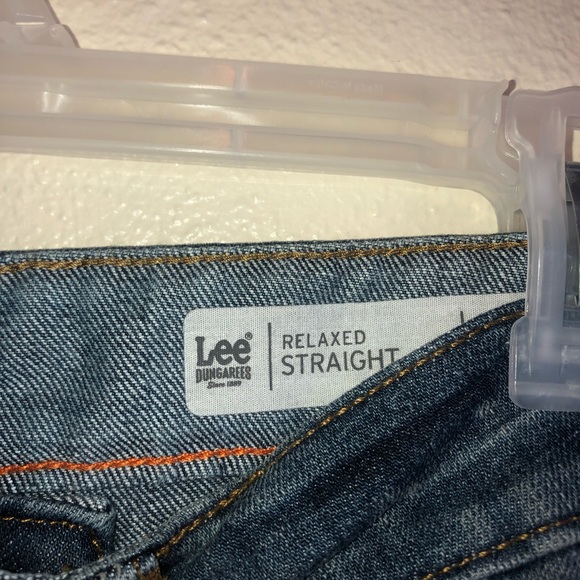 Lee®
DUNGAREES
Since 1889
RELAXED
STRAIGHT